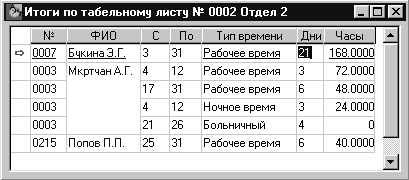 Итоги по табельному листу № 0002 Отдел 2
№ ФИО С По Тип времени Дни Часы
0007 Букина Э.Г. 3 31 Рабочее время 21 168.0000
0003 Мкртчан А.Г. 4 12 Рабочее время 3 72.0000
0003 17 31 Рабочее время 6 48.0000
0003 4 12 Ночное время 3 24.0000
0003 21 26 Больничный 4 0
0215 Попов П.П. 25 31 Рабочее время 6 40.0000